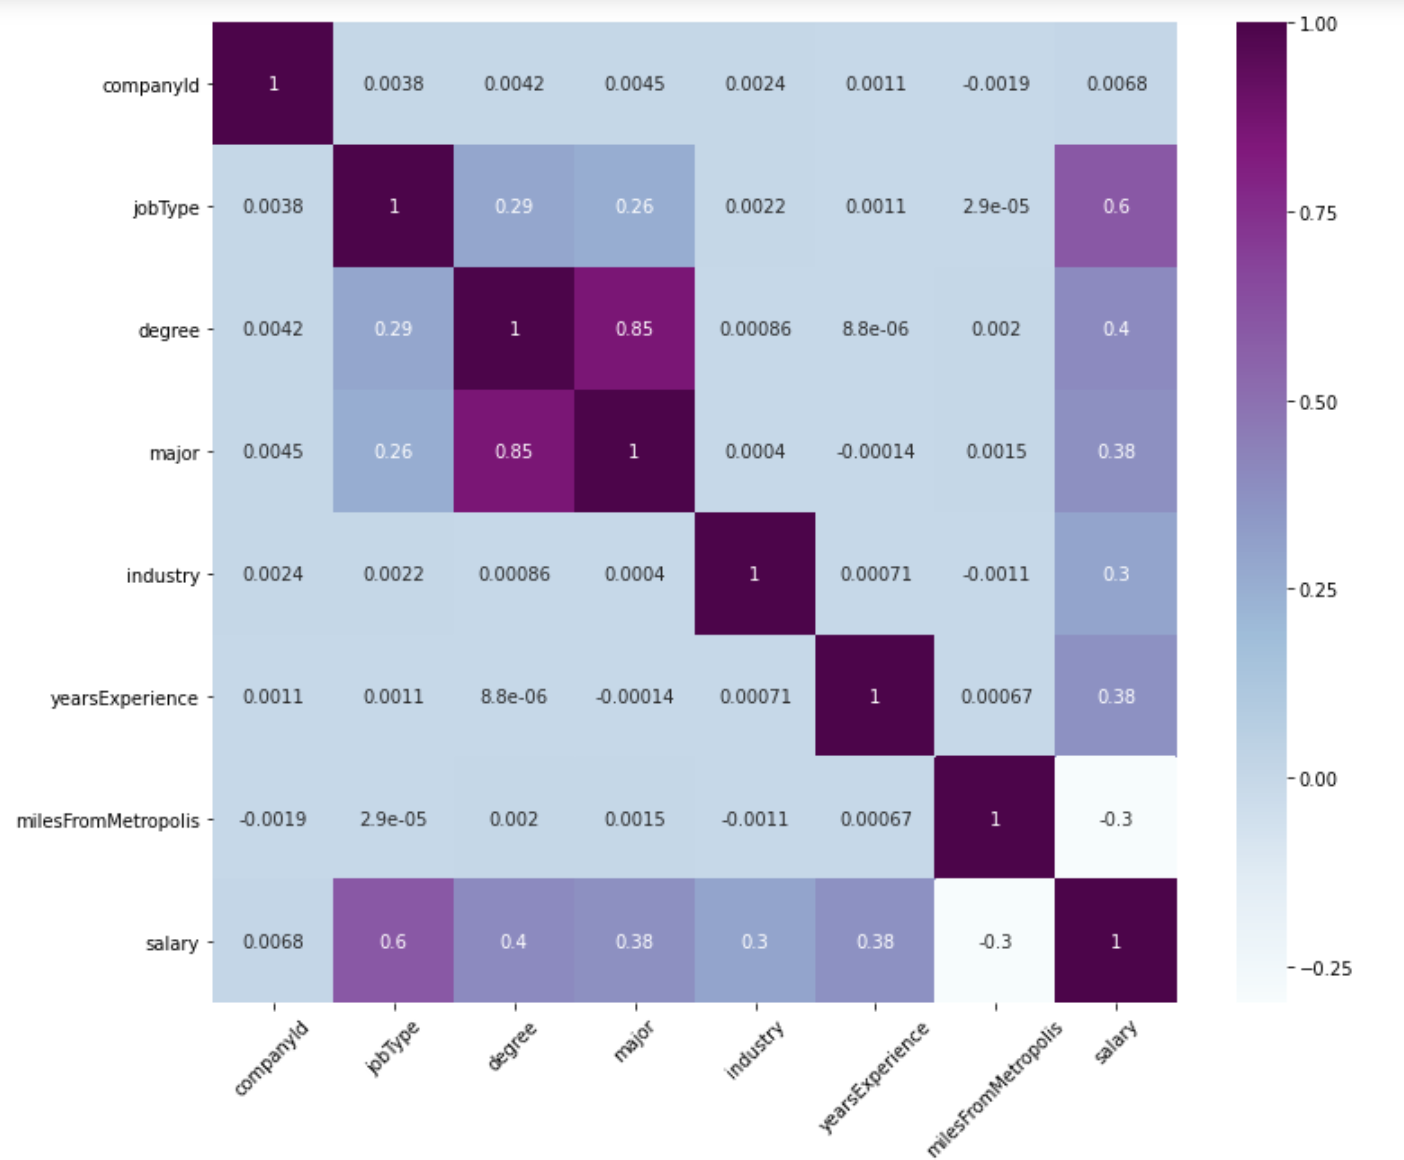 companyId 1 0.0038 0.0042 0.0045 0.0024 0.0011 -0.0019 0.0068
jobType 0.0038 1 0.29 0.26 0.0022 0.0011 2.9e-05 0.6
degree 0.0042 0.29 1 0.85 0.00086 8.8e-06 0.002 0.4
major 0.0045 0.26 0.85 1 0.0004 -0.00014 0.0015 0.38
industry 0.0024 0.0022 0.00086 0.0004 1 0.00071 -0.0011 0.3
yearsExperience 0.0011 0.0011 8.8e-06 -0.00014 0.00071 1 0.00067 0.38
milesFromMetropolis -0.0019 2.9e-05 0.002 0.0015 -0.0011 0.00067 1 -0.3
salary 0.0068 0.6 0.4 0.38 0.3 0.38 -0.3 1
companyId jobType degree major industry yearsExperience milesFromMetropolis salary
1.00
0.75
0.50
0.25
0.00
−0.25